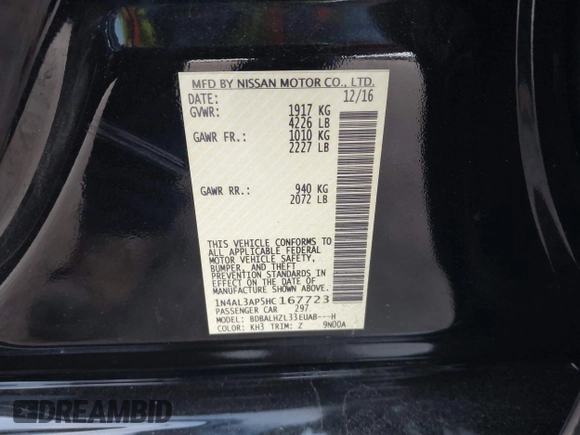 MFD BY NISSAN MOTOR CO., LTD.
DATE: 12/16
GVWR: 1917 KG
4226 LB
GAWR FR.: 1010 KG
2227 LB
GAWR RR.: 940 KG
2072 LB
THIS VEHICLE CONFORMS TO
ALL APPLICABLE FEDERAL
MOTOR VEHICLE SAFETY,
BUMPER, AND THEFT
PREVENTION STANDARDS IN
EFFECT ON THE DATE OF
MANUFACTURE SHOWN ABOVE.
1N4AL3AP5HC167723
PASSENGER CAR 297
MODEL: BDBALHZL33EUAB---H
COLOR: KH3 TRIM: Z 9N00A
DREAMBID